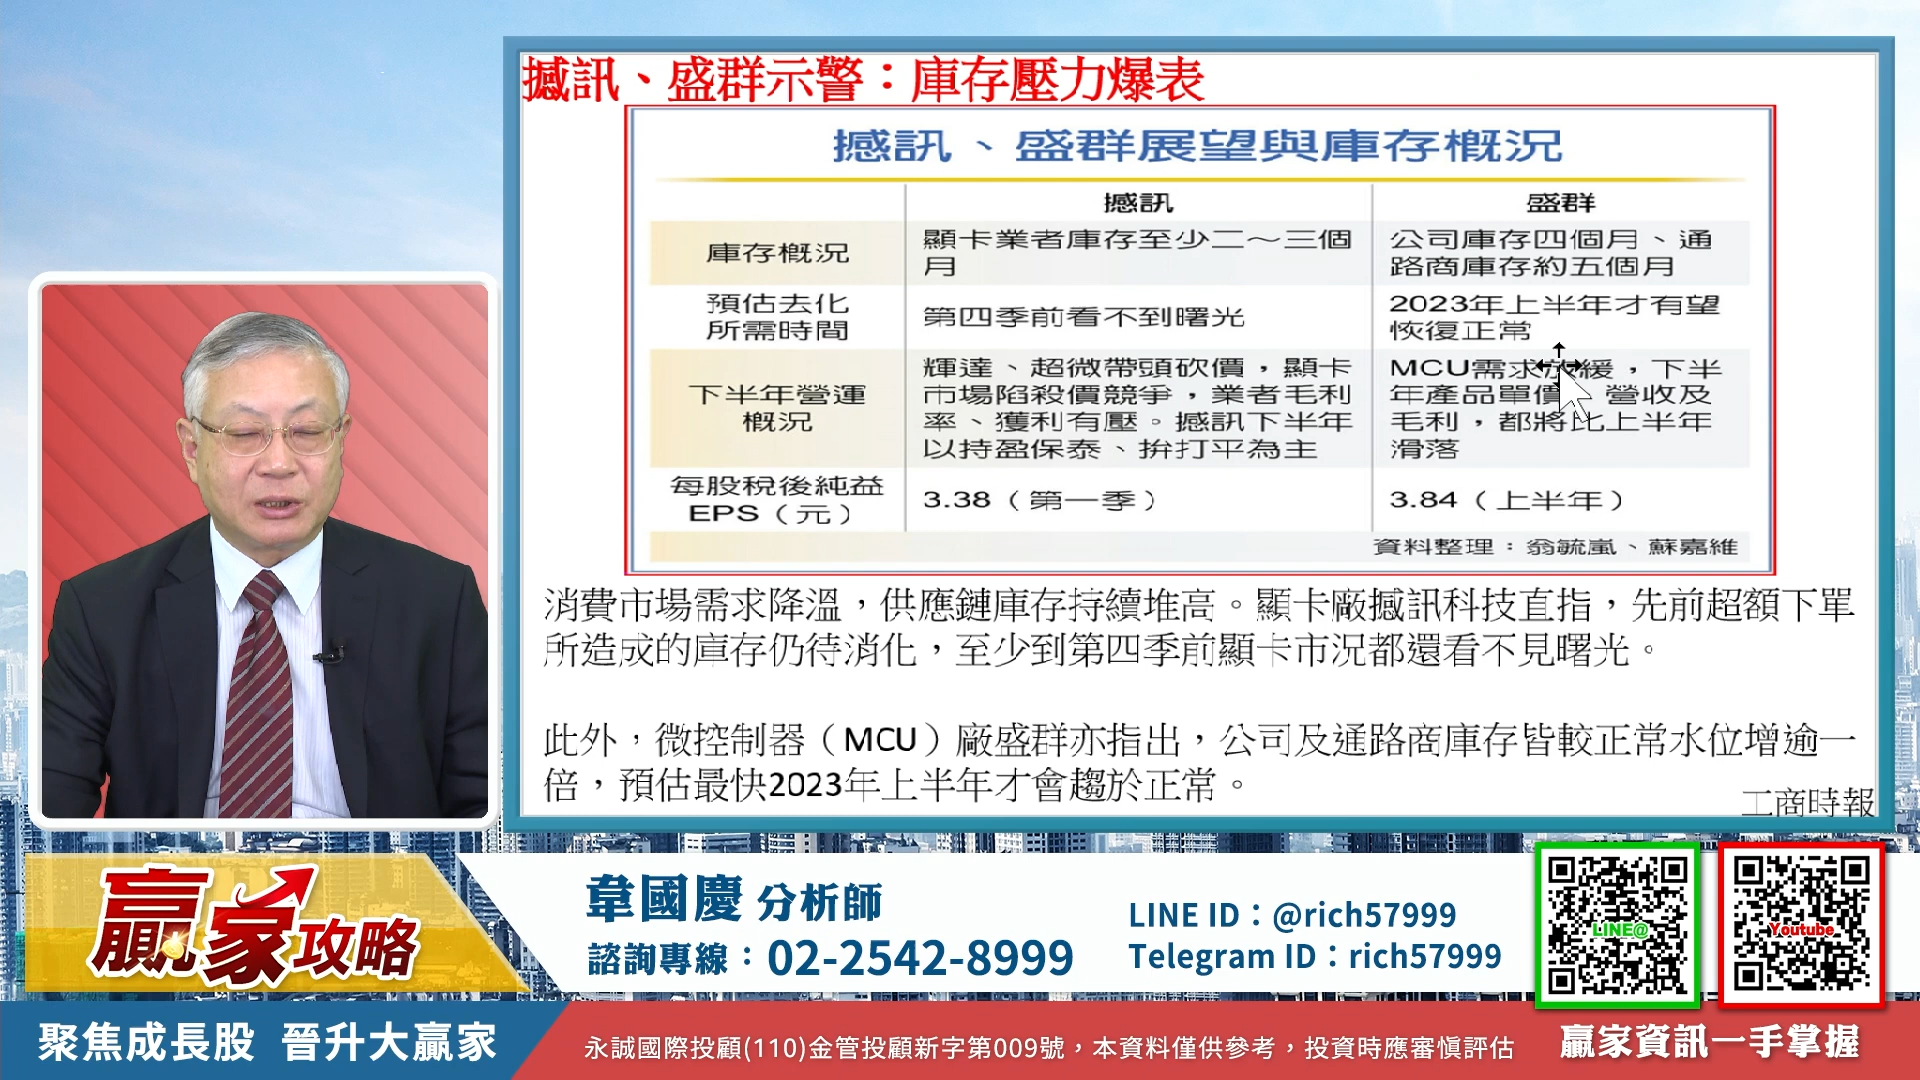 撼訊、盛群示警：庫存壓力爆表
撼訊、盛群展望與庫存概況
撼訊
盛群
庫存概況
顯卡業者庫存至少二～三個
月
公司庫存四個月、通
路商庫存約五個月
預估去化
所需時間
第四季前看不到曙光
2023年上半年才有望
恢復正常
下半年營運
概況
輝達、超微帶頭砍價，顯卡
市場陷殺價競爭，業者毛利
率、獲利有壓。撼訊下半年
以持盈保泰、拚打平為主
MCU需求放緩，下半
年產品單價、營收及
毛利，都將比上半年
滑落
每股稅後純益
EPS（元）
3.38（第一季）
3.84（上半年）
資料整理：翁毓嵐、蘇嘉維
消費市場需求降溫，供應鏈庫存持續堆高。顯卡廠撼訊科技直指，先前超額下單
所造成的庫存仍待消化，至少到第四季前顯卡市況都還看不見曙光。
此外，微控制器（MCU）廠盛群亦指出，公司及通路商庫存皆較正常水位增逾一
倍，預估最快2023年上半年才會趨於正常。
工商時報
贏家攻略
韋國慶 分析師
諮詢專線：02-2542-8999
LINE ID：@rich57999
Telegram ID：rich57999
LINE@
Youtube
聚焦成長股 晉升大贏家
永誠國際投顧(110)金管投顧新字第009號，本資料僅供參考，投資時應審慎評估
贏家資訊一手掌握